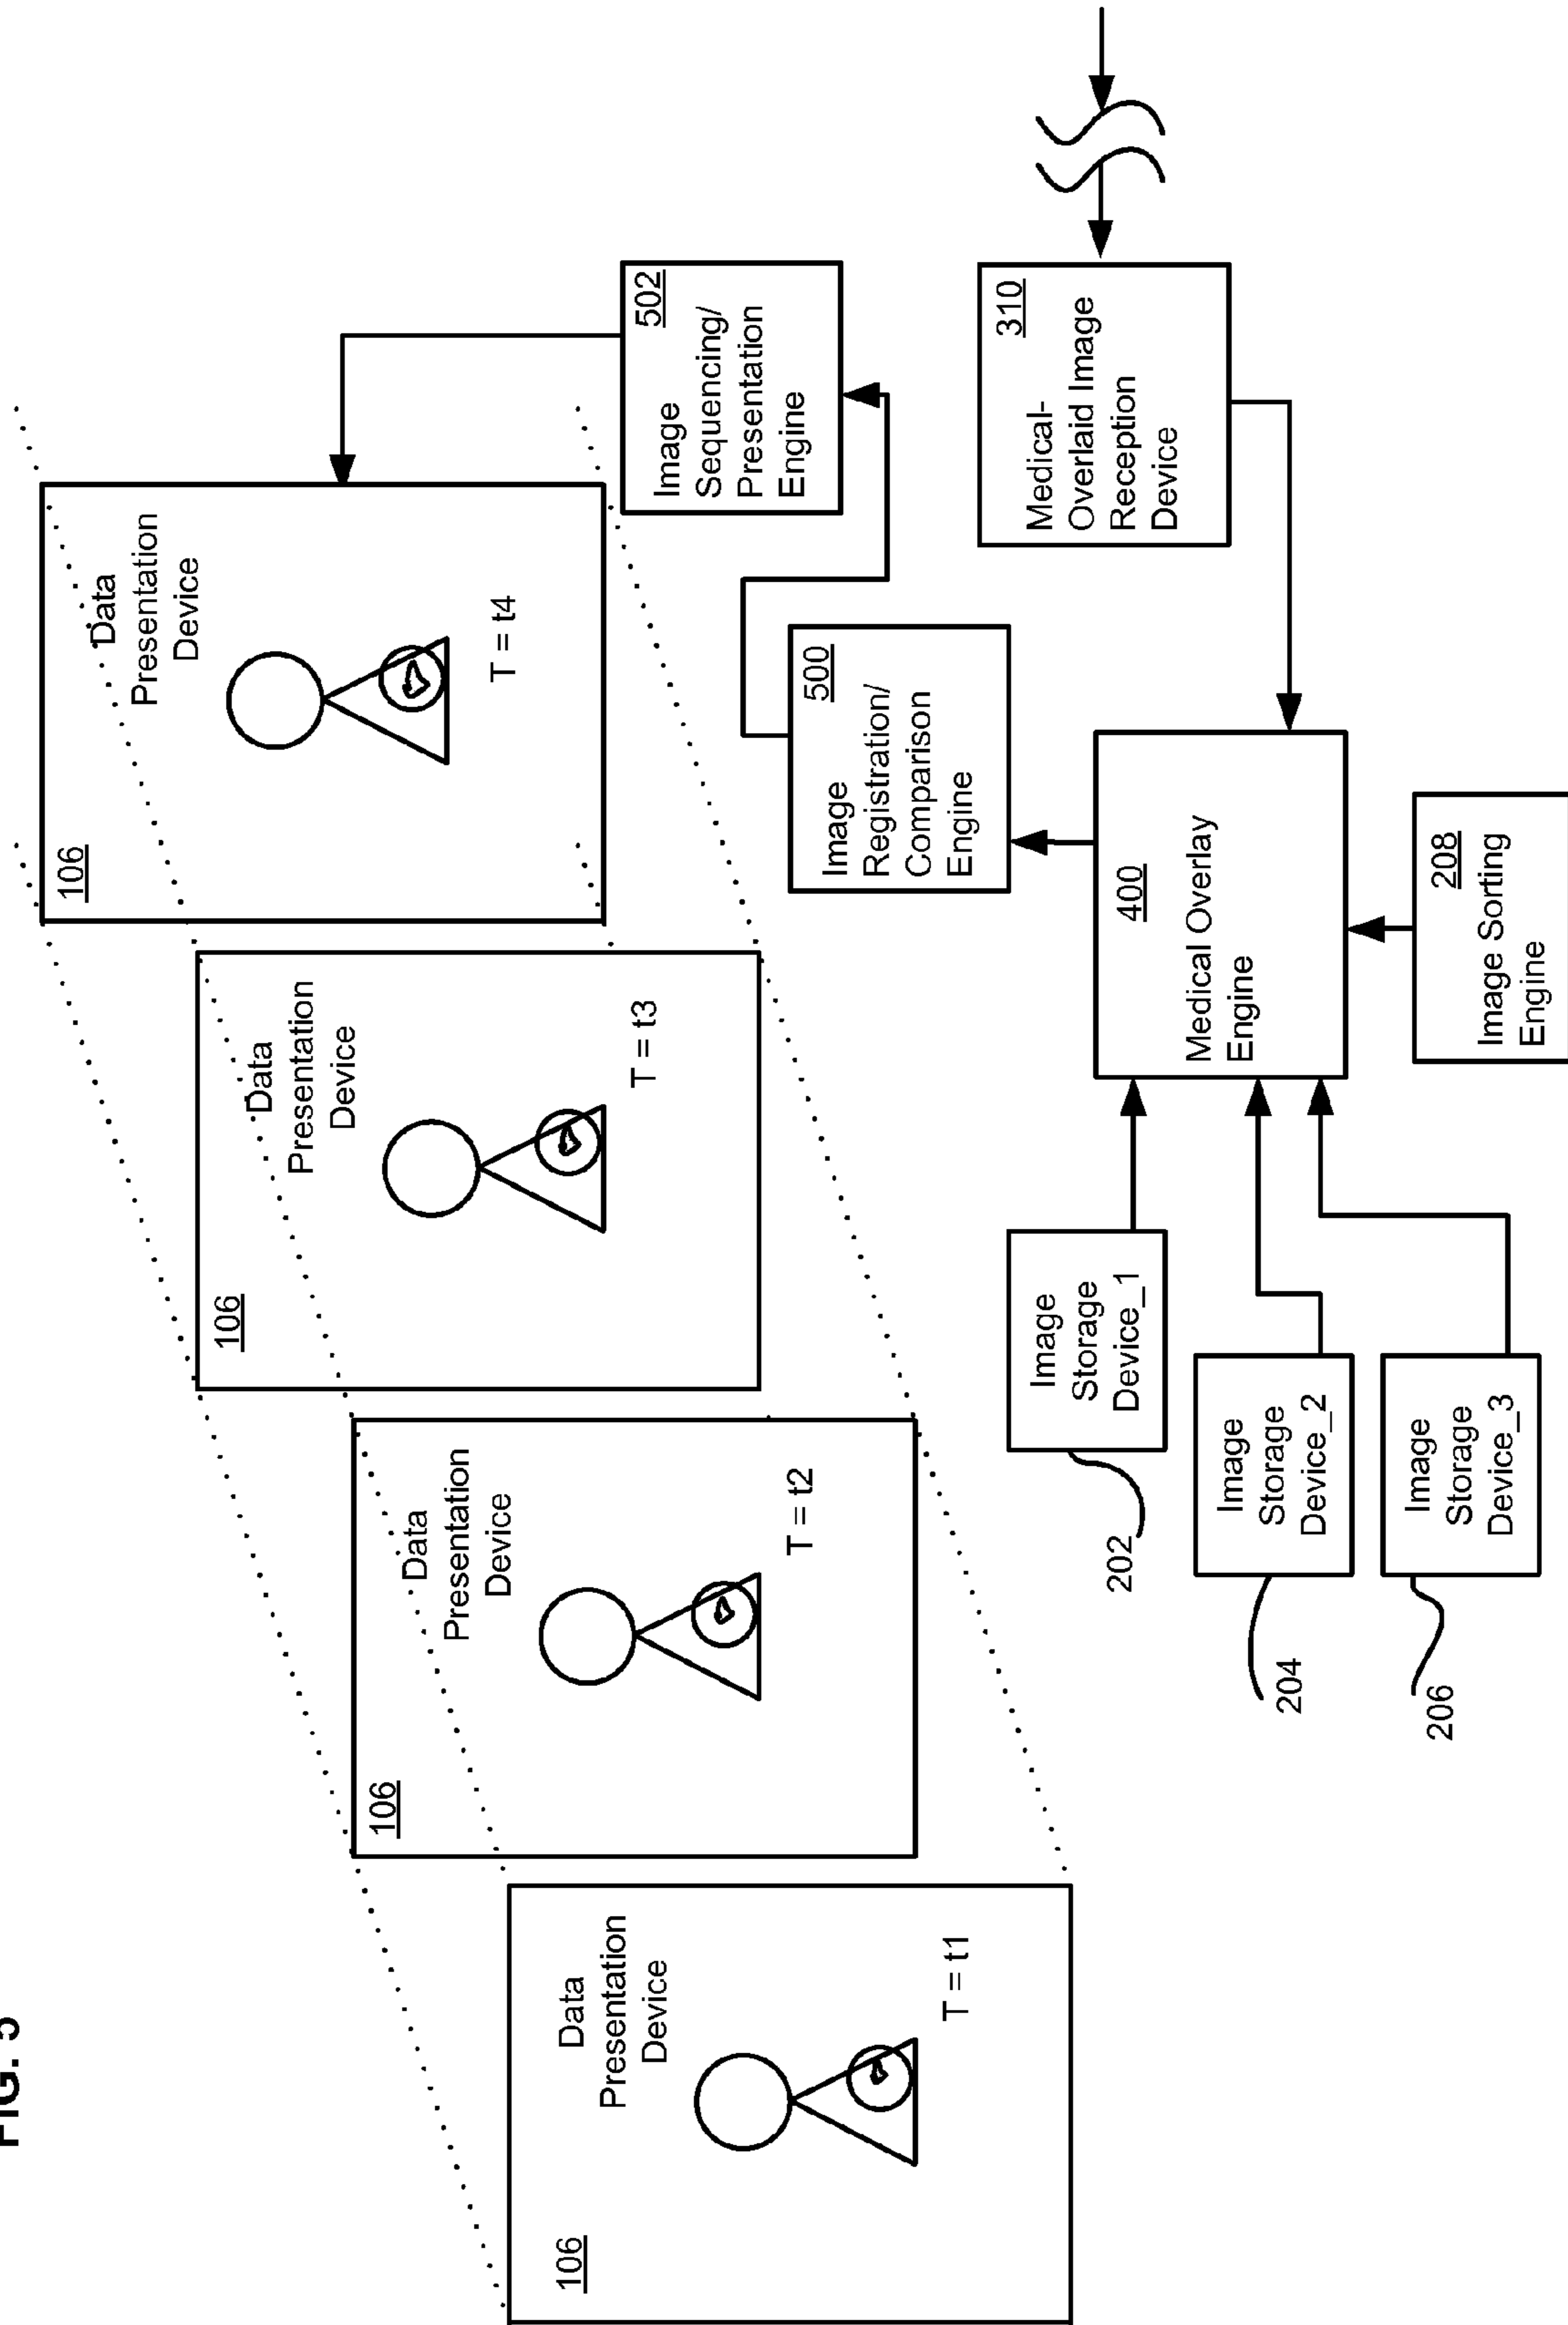 FIG. 5
106
Data
Presentation
Device
T = t1
106
Data
Presentation
Device
T = t2
106
Data
Presentation
Device
T = t3
106
Data
Presentation
Device
T = t4
502
Image
Sequencing/
Presentation
Engine
500
Image
Registration/
Comparison
Engine
310
Medical-
Overlaid Image
Reception
Device
400
Medical Overlay
Engine
208
Image Sorting
Engine
Image
Storage
Device_1
202
Image
Storage
Device_2
204
Image
Storage
Device_3
206